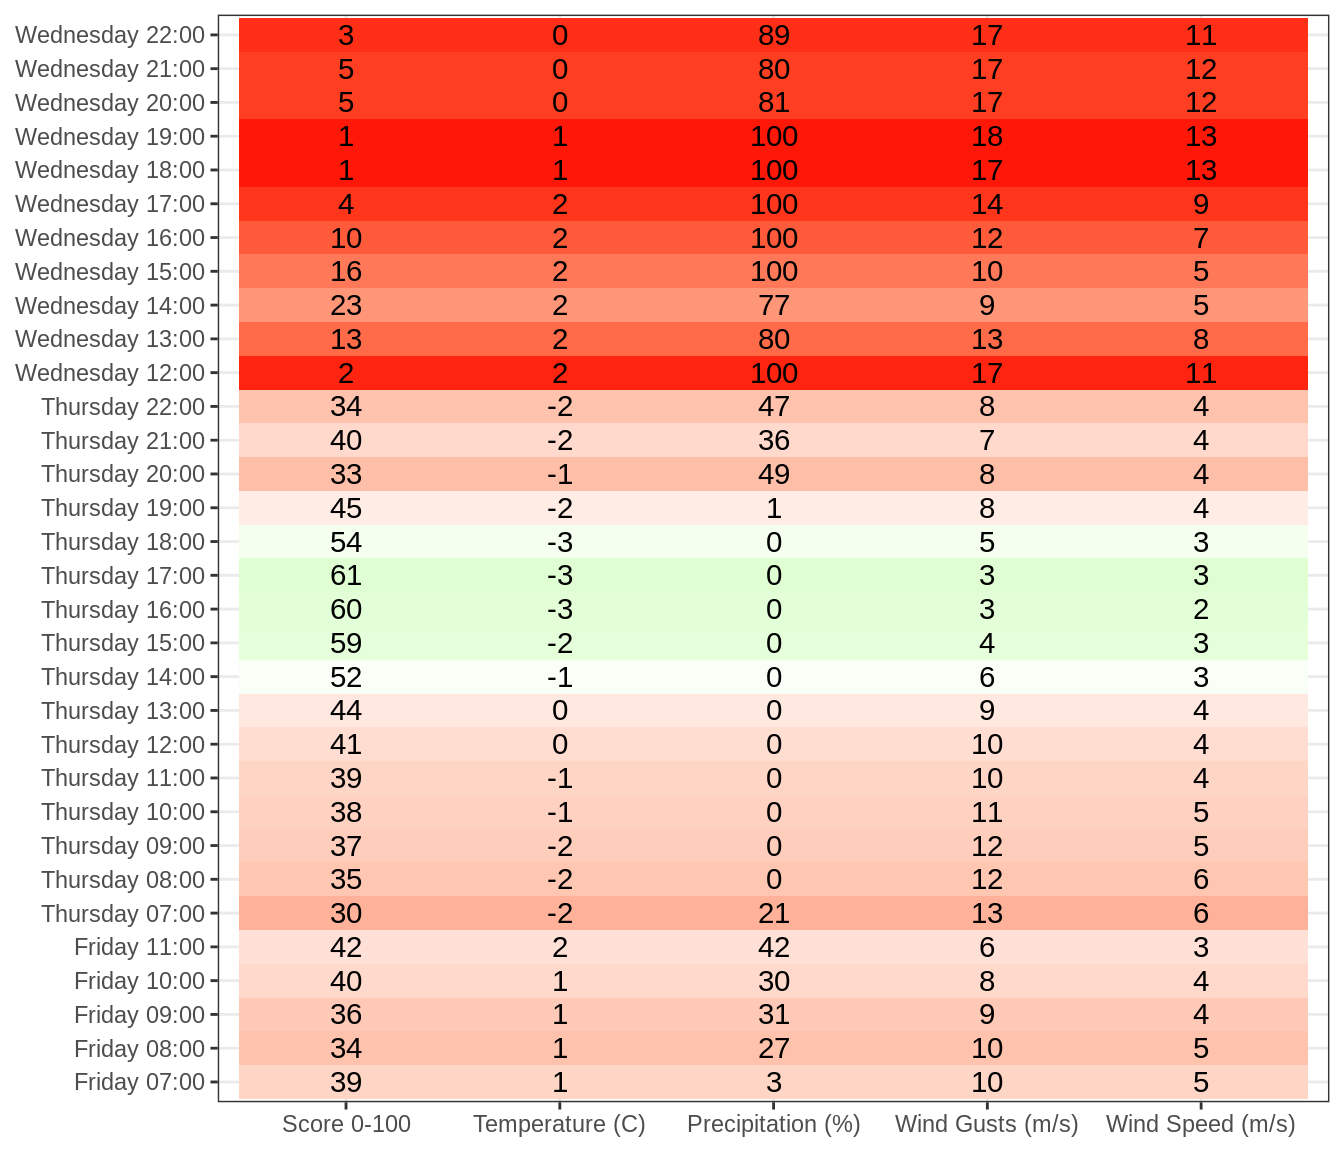 Wednesday 22:00 3 0 89 17 11
Wednesday 21:00 5 0 80 17 12
Wednesday 20:00 5 0 81 17 12
Wednesday 19:00 1 1 100 18 13
Wednesday 18:00 1 1 100 17 13
Wednesday 17:00 4 2 100 14 9
Wednesday 16:00 10 2 100 12 7
Wednesday 15:00 16 2 100 10 5
Wednesday 14:00 23 2 77 9 5
Wednesday 13:00 13 2 80 13 8
Wednesday 12:00 2 2 100 17 11
Thursday 22:00 34 -2 47 8 4
Thursday 21:00 40 -2 36 7 4
Thursday 20:00 33 -1 49 8 4
Thursday 19:00 45 -2 1 8 4
Thursday 18:00 54 -3 0 5 3
Thursday 17:00 61 -3 0 3 3
Thursday 16:00 60 -3 0 3 2
Thursday 15:00 59 -2 0 4 3
Thursday 14:00 52 -1 0 6 3
Thursday 13:00 44 0 0 9 4
Thursday 12:00 41 0 0 10 4
Thursday 11:00 39 -1 0 10 4
Thursday 10:00 38 -1 0 11 5
Thursday 09:00 37 -2 0 12 5
Thursday 08:00 35 -2 0 12 6
Thursday 07:00 30 -2 21 13 6
Friday 11:00 42 2 42 6 3
Friday 10:00 40 1 30 8 4
Friday 09:00 36 1 31 9 4
Friday 08:00 34 1 27 10 5
Friday 07:00 39 1 3 10 5
Score 0-100 Temperature (C) Precipitation (%) Wind Gusts (m/s) Wind Speed (m/s)